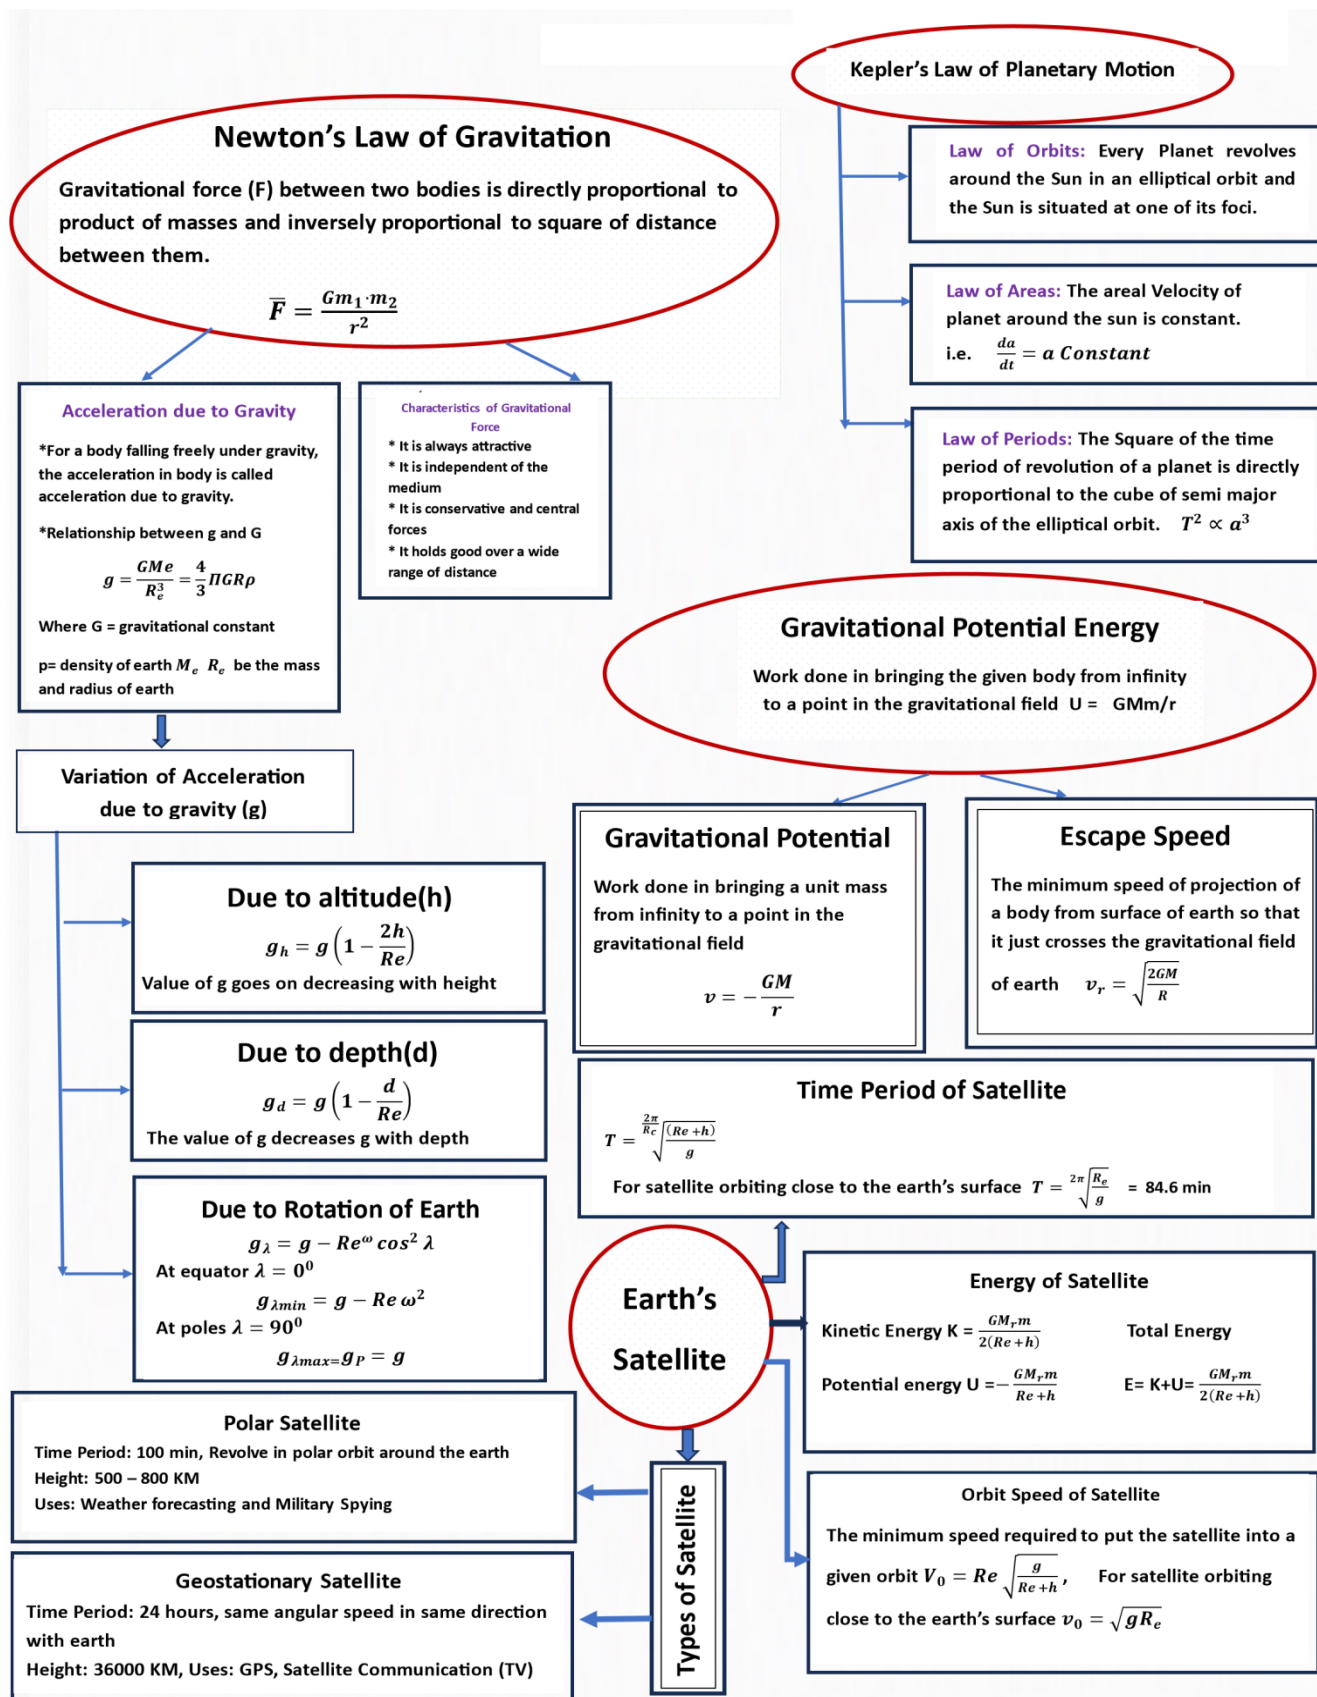 Kepler's Law of Planetary Motion
Law of Orbits: Every Planet revolves
around the Sun in an elliptical orbit and
the Sun is situated at one of its foci.
Law of Areas: The areal Velocity of
planet around the sun is constant.
i.e. da/dt = a Constant
Law of Periods: The Square of the time
period of revolution of a planet is directly
proportional to the cube of semi major
axis of the elliptical orbit. T² ∝ a³
Newton's Law of Gravitation
Gravitational force (F) between two bodies is directly proportional to
product of masses and inversely proportional to square of distance
between them.
F̅ = Gm₁·m₂/r²
Acceleration due to Gravity
*For a body falling freely under gravity,
the acceleration in body is called
acceleration due to gravity.
*Relationship between g and G
g = GMe/R_e³ = 4/3 ΠGRρ
Where G = gravitational constant
p= density of earth M_e R_e be the mass
and radius of earth
Characteristics of Gravitational
Force
* It is always attractive
* It is independent of the
medium
* It is conservative and central
forces
* It holds good over a wide
range of distance
Variation of Acceleration
due to gravity (g)
Due to altitude(h)
g_h = g(1 − 2h/Re)
Value of g goes on decreasing with height
Due to depth(d)
g_d = g(1 − d/Re)
The value of g decreases g with depth
Due to Rotation of Earth
g_λ = g − Re^ω cos² λ
At equator λ = 0⁰
g_λmin = g − Re ω²
At poles λ = 90⁰
g_λmax= g_P = g
Gravitational Potential Energy
Work done in bringing the given body from infinity
to a point in the gravitational field U = GMm/r
Gravitational Potential
Work done in bringing a unit mass
from infinity to a point in the
gravitational field
v = −GM/r
Escape Speed
The minimum speed of projection of
a body from surface of earth so that
it just crosses the gravitational field
of earth v_r = √(2GM/R)
Time Period of Satellite
T = 2π/R_c √((Re+h)/g)
For satellite orbiting close to the earth's surface T = 2π√(R_e/g) = 84.6 min
Earth's
Satellite
Energy of Satellite
Kinetic Energy K = GM_r m/2(Re+h) Total Energy
Potential energy U =−GM_r m/Re+h E= K+U= GM_r m/2(Re+h)
Orbit Speed of Satellite
The minimum speed required to put the satellite into a
given orbit V₀ = Re √(g/Re+h), For satellite orbiting
close to the earth's surface v₀ = √gR_e
Types of Satellite
Polar Satellite
Time Period: 100 min, Revolve in polar orbit around the earth
Height: 500 – 800 KM
Uses: Weather forecasting and Military Spying
Geostationary Satellite
Time Period: 24 hours, same angular speed in same direction
with earth
Height: 36000 KM, Uses: GPS, Satellite Communication (TV)